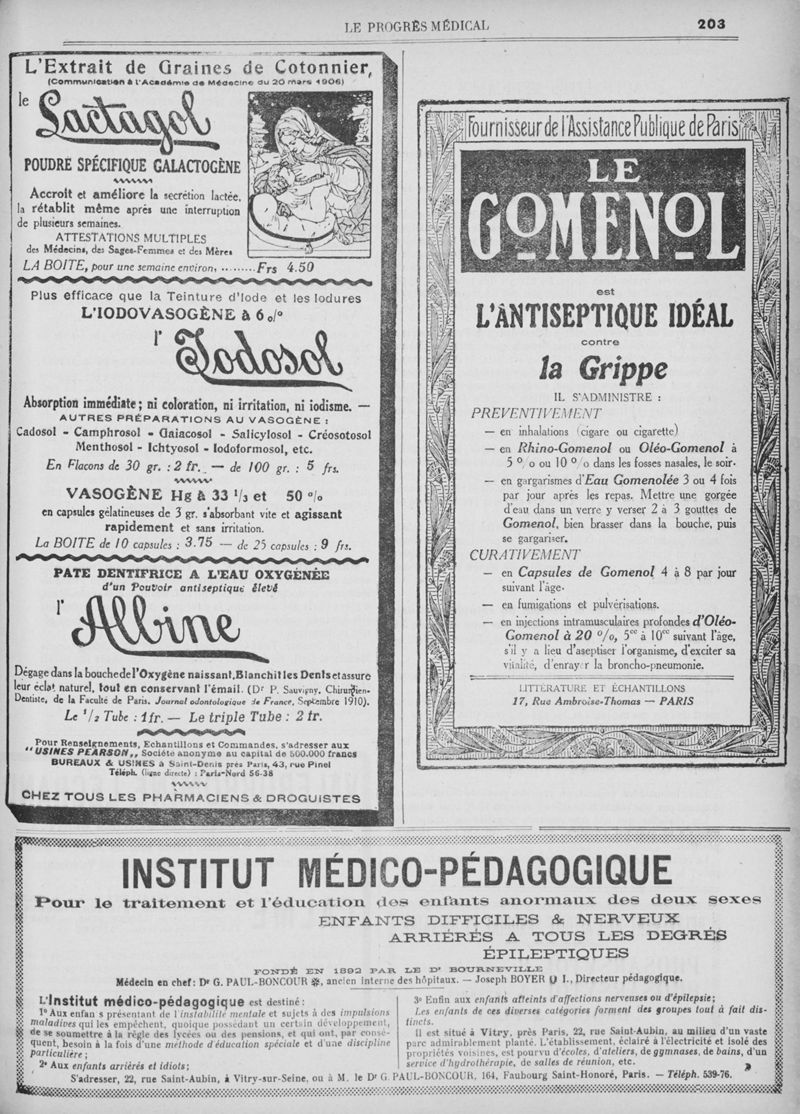 LE PROGRÈS MÉDICAL
203
L'Extrait de Graines de Cotonnier,
(Communication à l'Académie de Médecine du 20 mars 1906)
le
Lactagol
POUDRE SPÉCIFIQUE GALACTOGÈNE
Accroît et améliore la secrétion lactée,
la rétablit même après une interruption
de plusieurs semaines.
ATTESTATIONS MULTIPLES
des Médecins, des Sages-Femmes et des Mères
LA BOITE, pour une semaine environ, ......... Frs 4.50
Plus efficace que la Teinture d'Iode et les Iodures
L'IODOVASOGÈNE à 6 o/o
l'
Iodosol
Absorption immédiate; ni coloration, ni irritation, ni iodisme. —
AUTRES PRÉPARATIONS AU VASOGÈNE :
Cadosol - Camphrosol - Gaiacosol - Salicylosol - Créosotosol
Menthosol - Ichtyosol - Iodoformosol, etc.
En Flacons de 30 gr. : 2 fr. — de 100 gr. : 5 frs.
VASOGÈNE Hg à 33 1/3 et 50 %
en capsules gélatineuses de 3 gr. s'absorbant vite et agissant
rapidement et sans irritation.
La BOITE de 10 capsules : 3.75 — de 25 capsules : 9 frs.
PATE DENTIFRICE A L'EAU OXYGÉNÉE
d'un Pouvoir antiseptique élevé
l'
Albine
Dégage dans la bouche de l'Oxygène naissant, Blanchit les Dents et assure
leur éclat naturel, tout en conservant l'émail. (Dr P. Sauvigny, Chirurgien-
Dentiste, de la Faculté de Paris, Journal odontologique de France, Septembre 1910).
Le 1/2 Tube : 1 fr. — Le triple Tube : 2 fr.
Pour Renseignements, Echantillons et Commandes, s'adresser aux
"USINES PEARSON,, Société anonyme au capital de 500.000 francs
BUREAUX & USINES à Saint-Denis près Paris, 43, rue Pinel
Téléph. (ligne directe) : Paris-Nord 56-38
CHEZ TOUS LES PHARMACIENS & DROGUISTES
Fournisseur de l'Assistance Publique de Paris
LE
GOMENOL
est
L'ANTISEPTIQUE IDÉAL
contre
la Grippe
IL S'ADMINISTRE :
PREVENTIVEMENT
— en inhalations (cigare ou cigarette)
— en Rhino-Gomenol ou Oléo-Gomenol à
5 % ou 10 % dans les fosses nasales, le soir.
— en gargarismes d'Eau Gomenolée 3 ou 4 fois
par jour après les repas. Mettre une gorgée
d'eau dans un verre y verser 2 à 3 gouttes de
Gomenol, bien brasser dans la bouche, puis
se gargariser.
CURATIVEMENT
— en Capsules de Gomenol 4 à 8 par jour
suivant l'âge.
— en fumigations et pulvérisations.
— en injections intramusculaires profondes d'Oléo-
Gomenol à 20 %, 5cc à 10cc suivant l'âge,
s'il y a lieu d'aseptiser l'organisme, d'exciter sa
vitalité, d'enrayer la broncho-pneumonie.
LITTÉRATURE ET ÉCHANTILLONS
17, Rue Ambroise-Thomas — PARIS
INSTITUT MÉDICO-PÉDAGOGIQUE
Pour le traitement et l'éducation des enfants anormaux des deux sexes
ENFANTS DIFFICILES & NERVEUX
ARRIÉRÉS A TOUS LES DEGRÉS
ÉPILEPTIQUES
FONDÉ EN 1892 PAR LE Dr BOURNEVILLE
Médecin en chef : Dr G. PAUL-BONCOUR, ancien interne des hôpitaux. — Joseph BOYER I., Directeur pédagogique.
L'Institut médico-pédagogique est destiné :
1° Aux enfan s présentant de l'instabilité mentale et sujets à des impulsions
maladives qui les empêchent, quoique possédant un certain développement,
de se soumettre à la règle des lycées ou des pensions, et qui ont, par consé-
quent, besoin à la fois d'une méthode d'éducation spéciale et d'une discipline
particulière ;
2° Aux enfants arriérés et idiots ;
3° Enfin aux enfants atteints d'affections nerveuses ou d'épilepsie ;
Les enfants de ces diverses catégories forment des groupes tout à fait dis-
tincts.
Il est situé à Vitry, près Paris, 22, rue Saint-Aubin, au milieu d'un vaste
parc admirablement planté. L'établissement, éclairé à l'électricité et isolé des
propriétés voisines, est pourvu d'écoles, d'ateliers, de gymnases, de bains, d'un
service d'hydrothérapie, de salles de réunion, etc.
S'adresser, 22, rue Saint-Aubin, à Vitry-sur-Seine, ou à M. le Dr G. PAUL-BONCOUR, 164, Faubourg Saint-Honoré, Paris. — Téléph. 539-76.